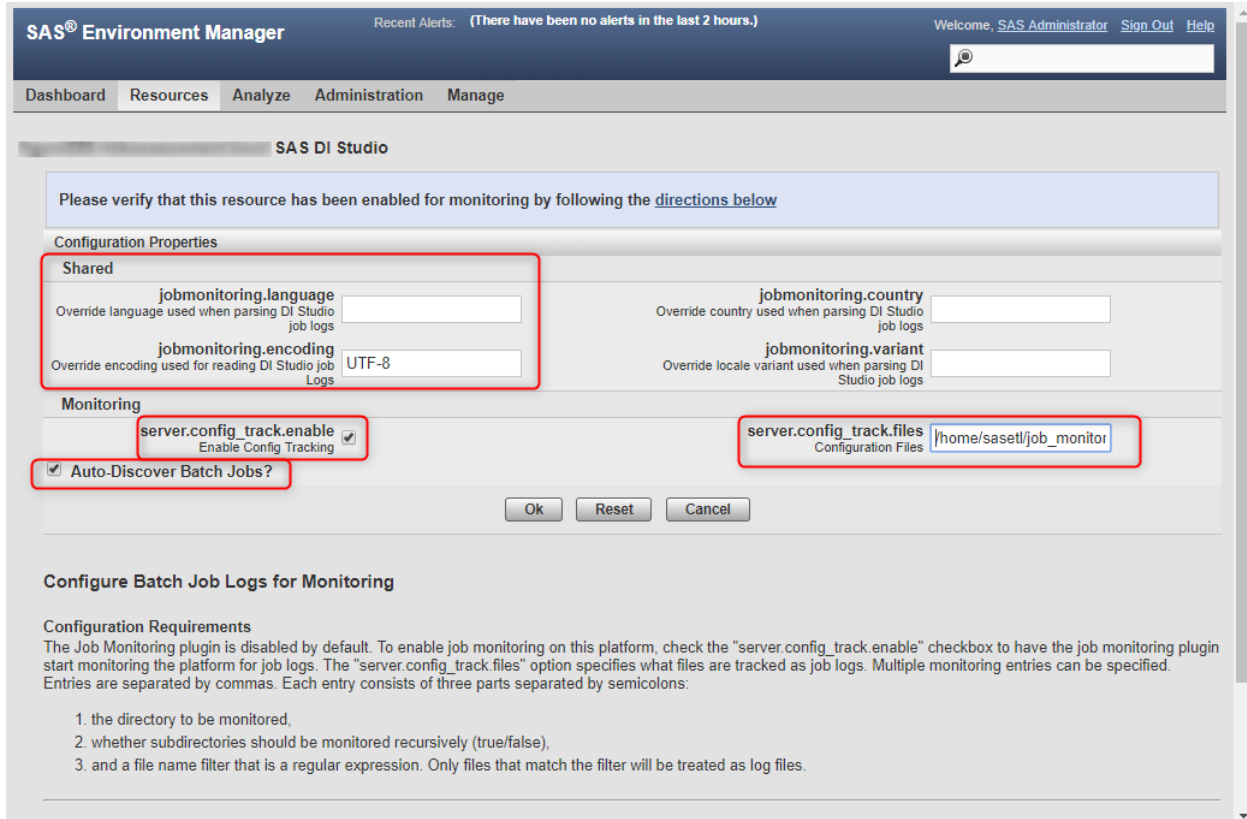 SAS® Environment Manager
Recent Alerts: (There have been no alerts in the last 2 hours.)
Welcome, SAS Administrator Sign Out Help
Dashboard Resources Analyze Administration Manage
SAS DI Studio
Please verify that this resource has been enabled for monitoring by following the directions below
Configuration Properties
Shared
jobmonitoring.language
Override language used when parsing DI Studio
job logs
jobmonitoring.country
Override country used when parsing DI Studio
job logs
jobmonitoring.encoding
Override encoding used for reading DI Studio job
Logs
UTF-8
jobmonitoring.variant
Override locale variant used when parsing DI
Studio job logs
Monitoring
server.config_track.enable
Enable Config Tracking
server.config_track.files
Configuration Files
/home/sasetl/job_monitor
Auto-Discover Batch Jobs?
Ok Reset Cancel
Configure Batch Job Logs for Monitoring
Configuration Requirements
The Job Monitoring plugin is disabled by default. To enable job monitoring on this platform, check the "server.config_track.enable" checkbox to have the job monitoring plugin
start monitoring the platform for job logs. The "server.config_track.files" option specifies what files are tracked as job logs. Multiple monitoring entries can be specified.
Entries are separated by commas. Each entry consists of three parts separated by semicolons:
1. the directory to be monitored,
2. whether subdirectories should be monitored recursively (true/false),
3. and a file name filter that is a regular expression. Only files that match the filter will be treated as log files.